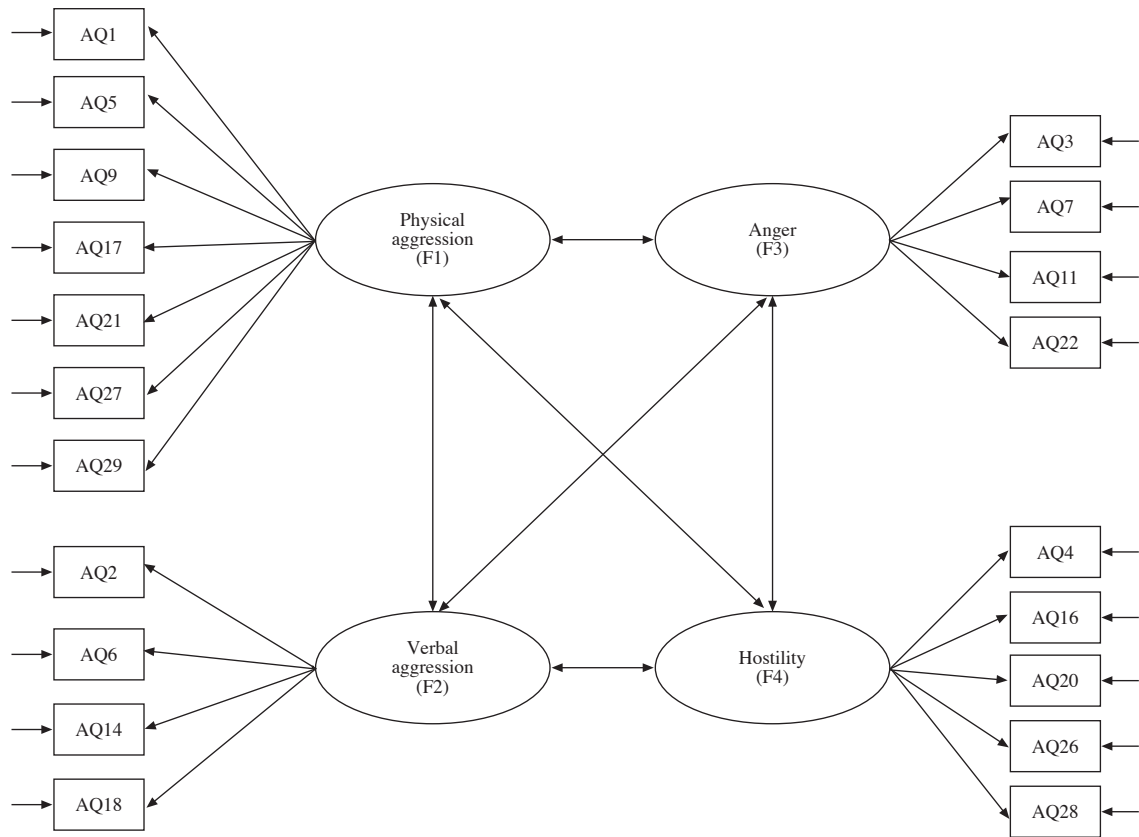 AQ1
AQ5
AQ9
AQ17
AQ21
AQ27
AQ29
Physical
aggression
(F1)
Anger
(F3)
AQ3
AQ7
AQ11
AQ22
AQ2
AQ6
AQ14
AQ18
Verbal
aggression
(F2)
Hostility
(F4)
AQ4
AQ16
AQ20
AQ26
AQ28